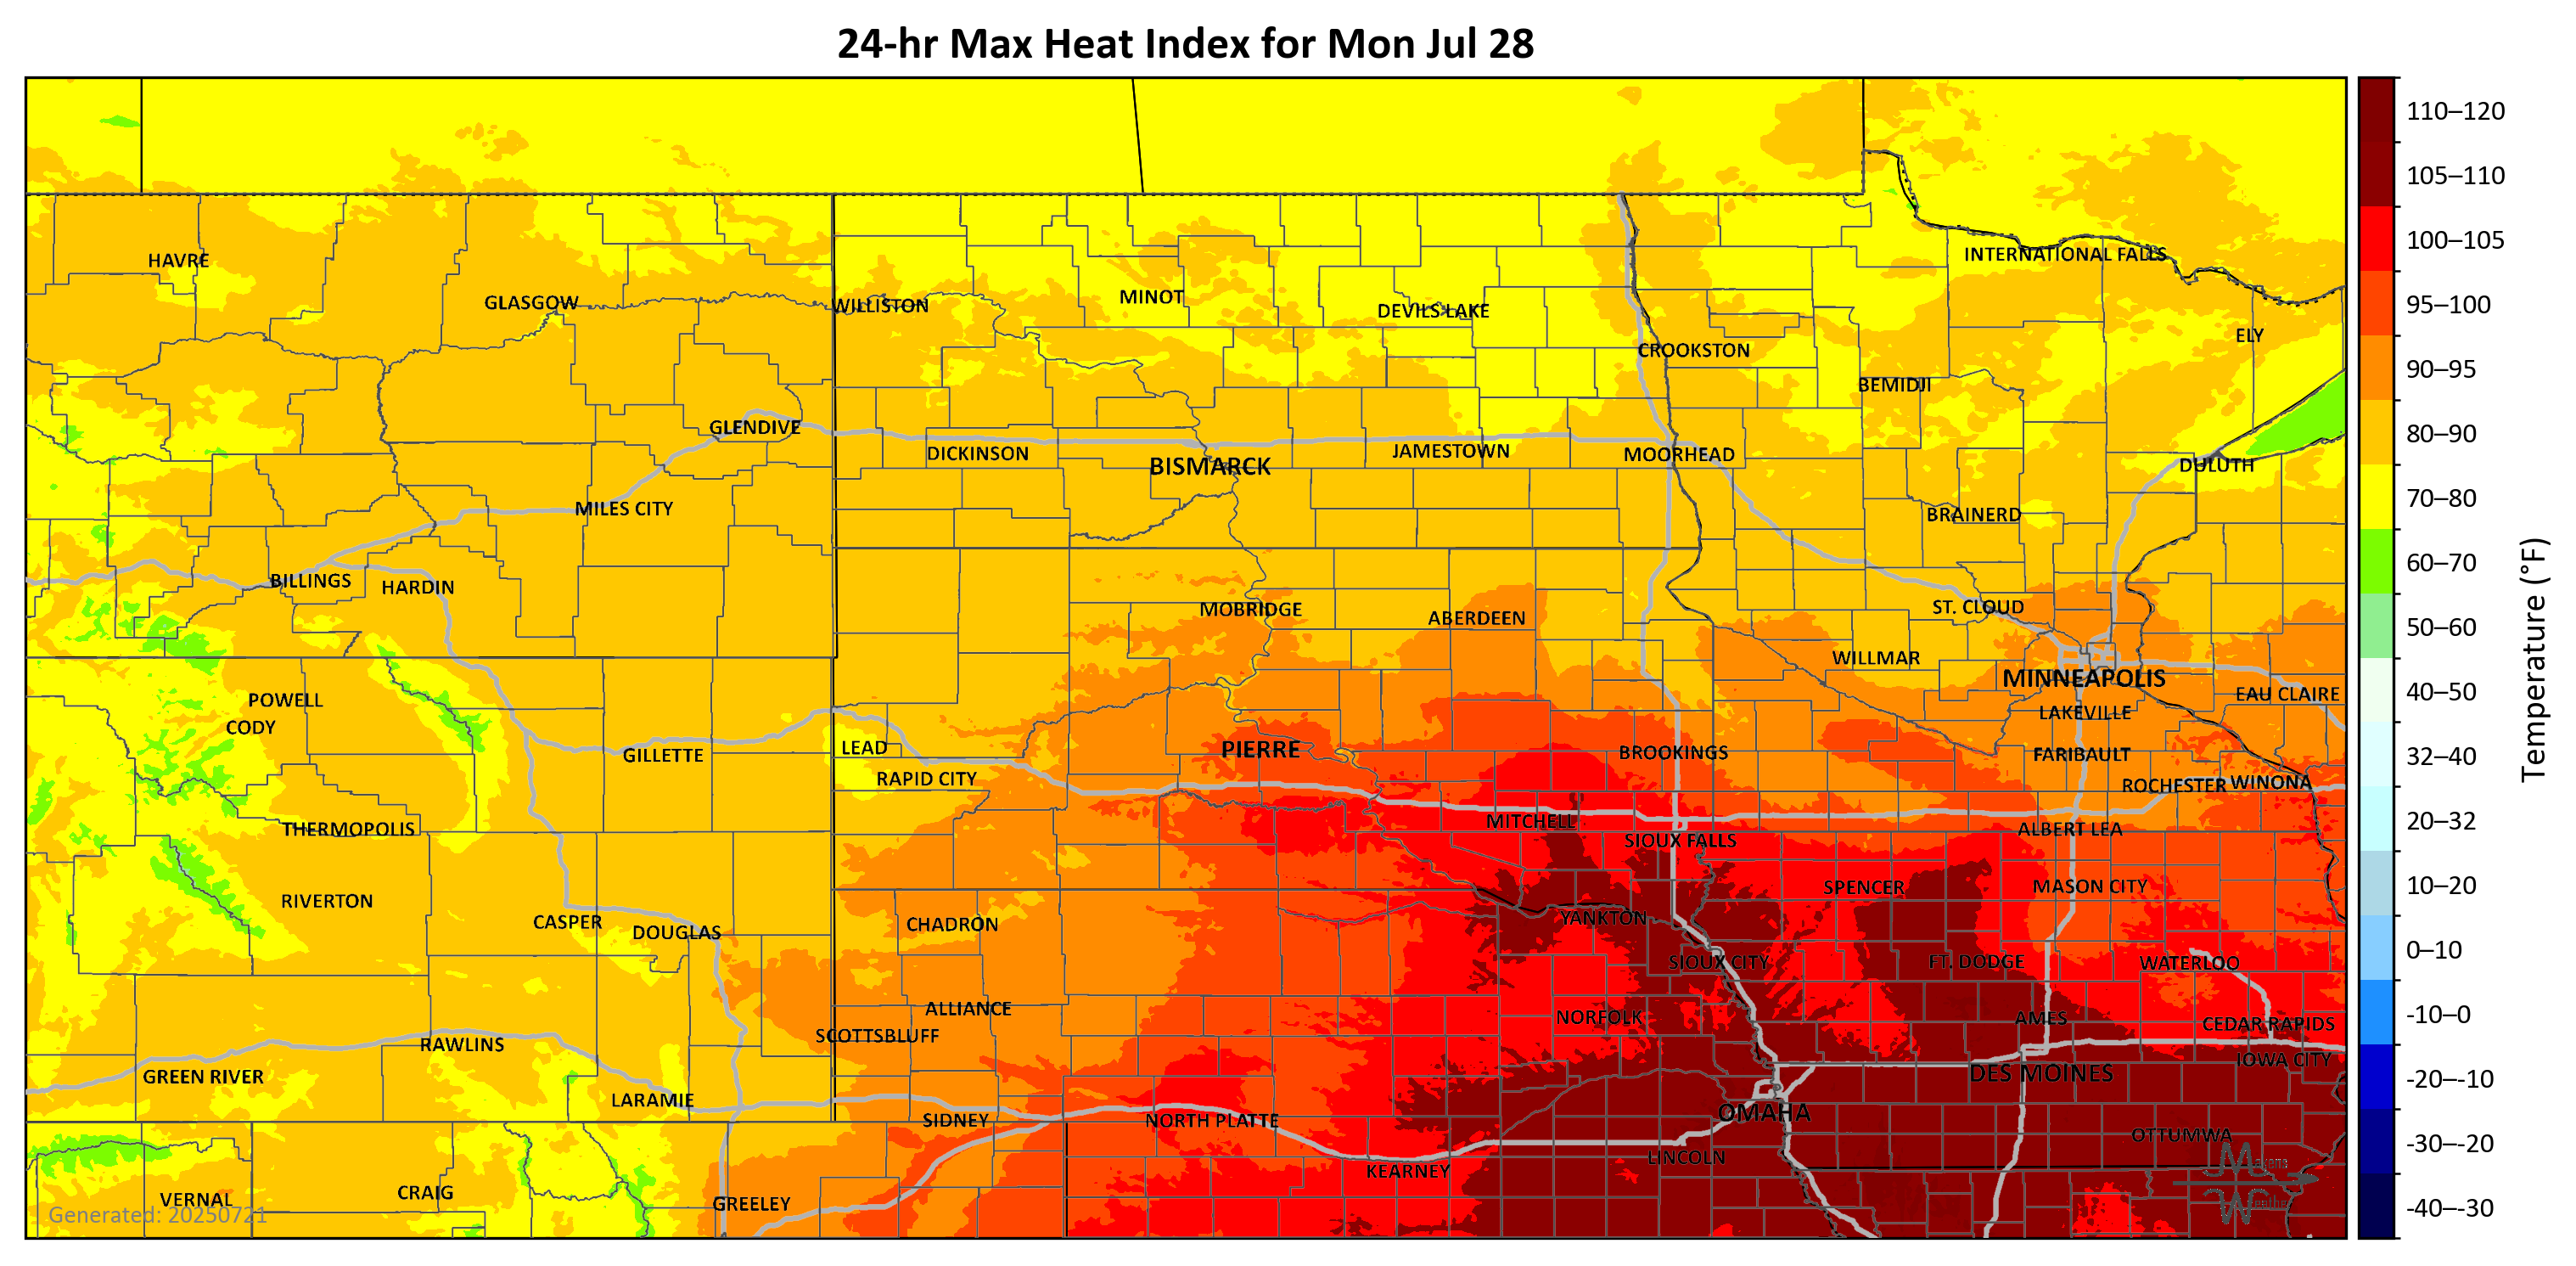 24-hr Max Heat Index for Mon Jul 28
HAVRE
GLASGOW
WILLISTON
MINOT
DEVILS LAKE
INTERNATIONAL FALLS
ELY
CROOKSTON
BEMIDJI
GLENDIVE
DICKINSON
BISMARCK
JAMESTOWN
MOORHEAD
DULUTH
MILES CITY
BRAINERD
BILLINGS
HARDIN
MOBRIDGE
ABERDEEN
ST. CLOUD
WILLMAR
MINNEAPOLIS
EAU CLAIRE
LAKEVILLE
POWELL
CODY
GILLETTE
LEAD
RAPID CITY
PIERRE
BROOKINGS
FARIBAULT
ROCHESTER
WINONA
THERMOPOLIS
MITCHELL
SIOUX FALLS
ALBERT LEA
RIVERTON
CASPER
DOUGLAS
CHADRON
YANKTON
SPENCER
MASON CITY
SIOUX CITY
FT. DODGE
WATERLOO
ALLIANCE
SCOTTSBLUFF
NORFOLK
AMES
CEDAR RAPIDS
RAWLINS
IOWA CITY
GREEN RIVER
DES MOINES
LARAMIE
SIDNEY
NORTH PLATTE
OMAHA
OTTUMWA
LINCOLN
KEARNEY
VERNAL
CRAIG
GREELEY
Generated: 20250721
110–120
105–110
100–105
95–100
90–95
80–90
70–80
60–70
50–60
40–50
32–40
20–32
10–20
0–10
-10–0
-20–-10
-30–-20
-40–-30
Temperature (°F)